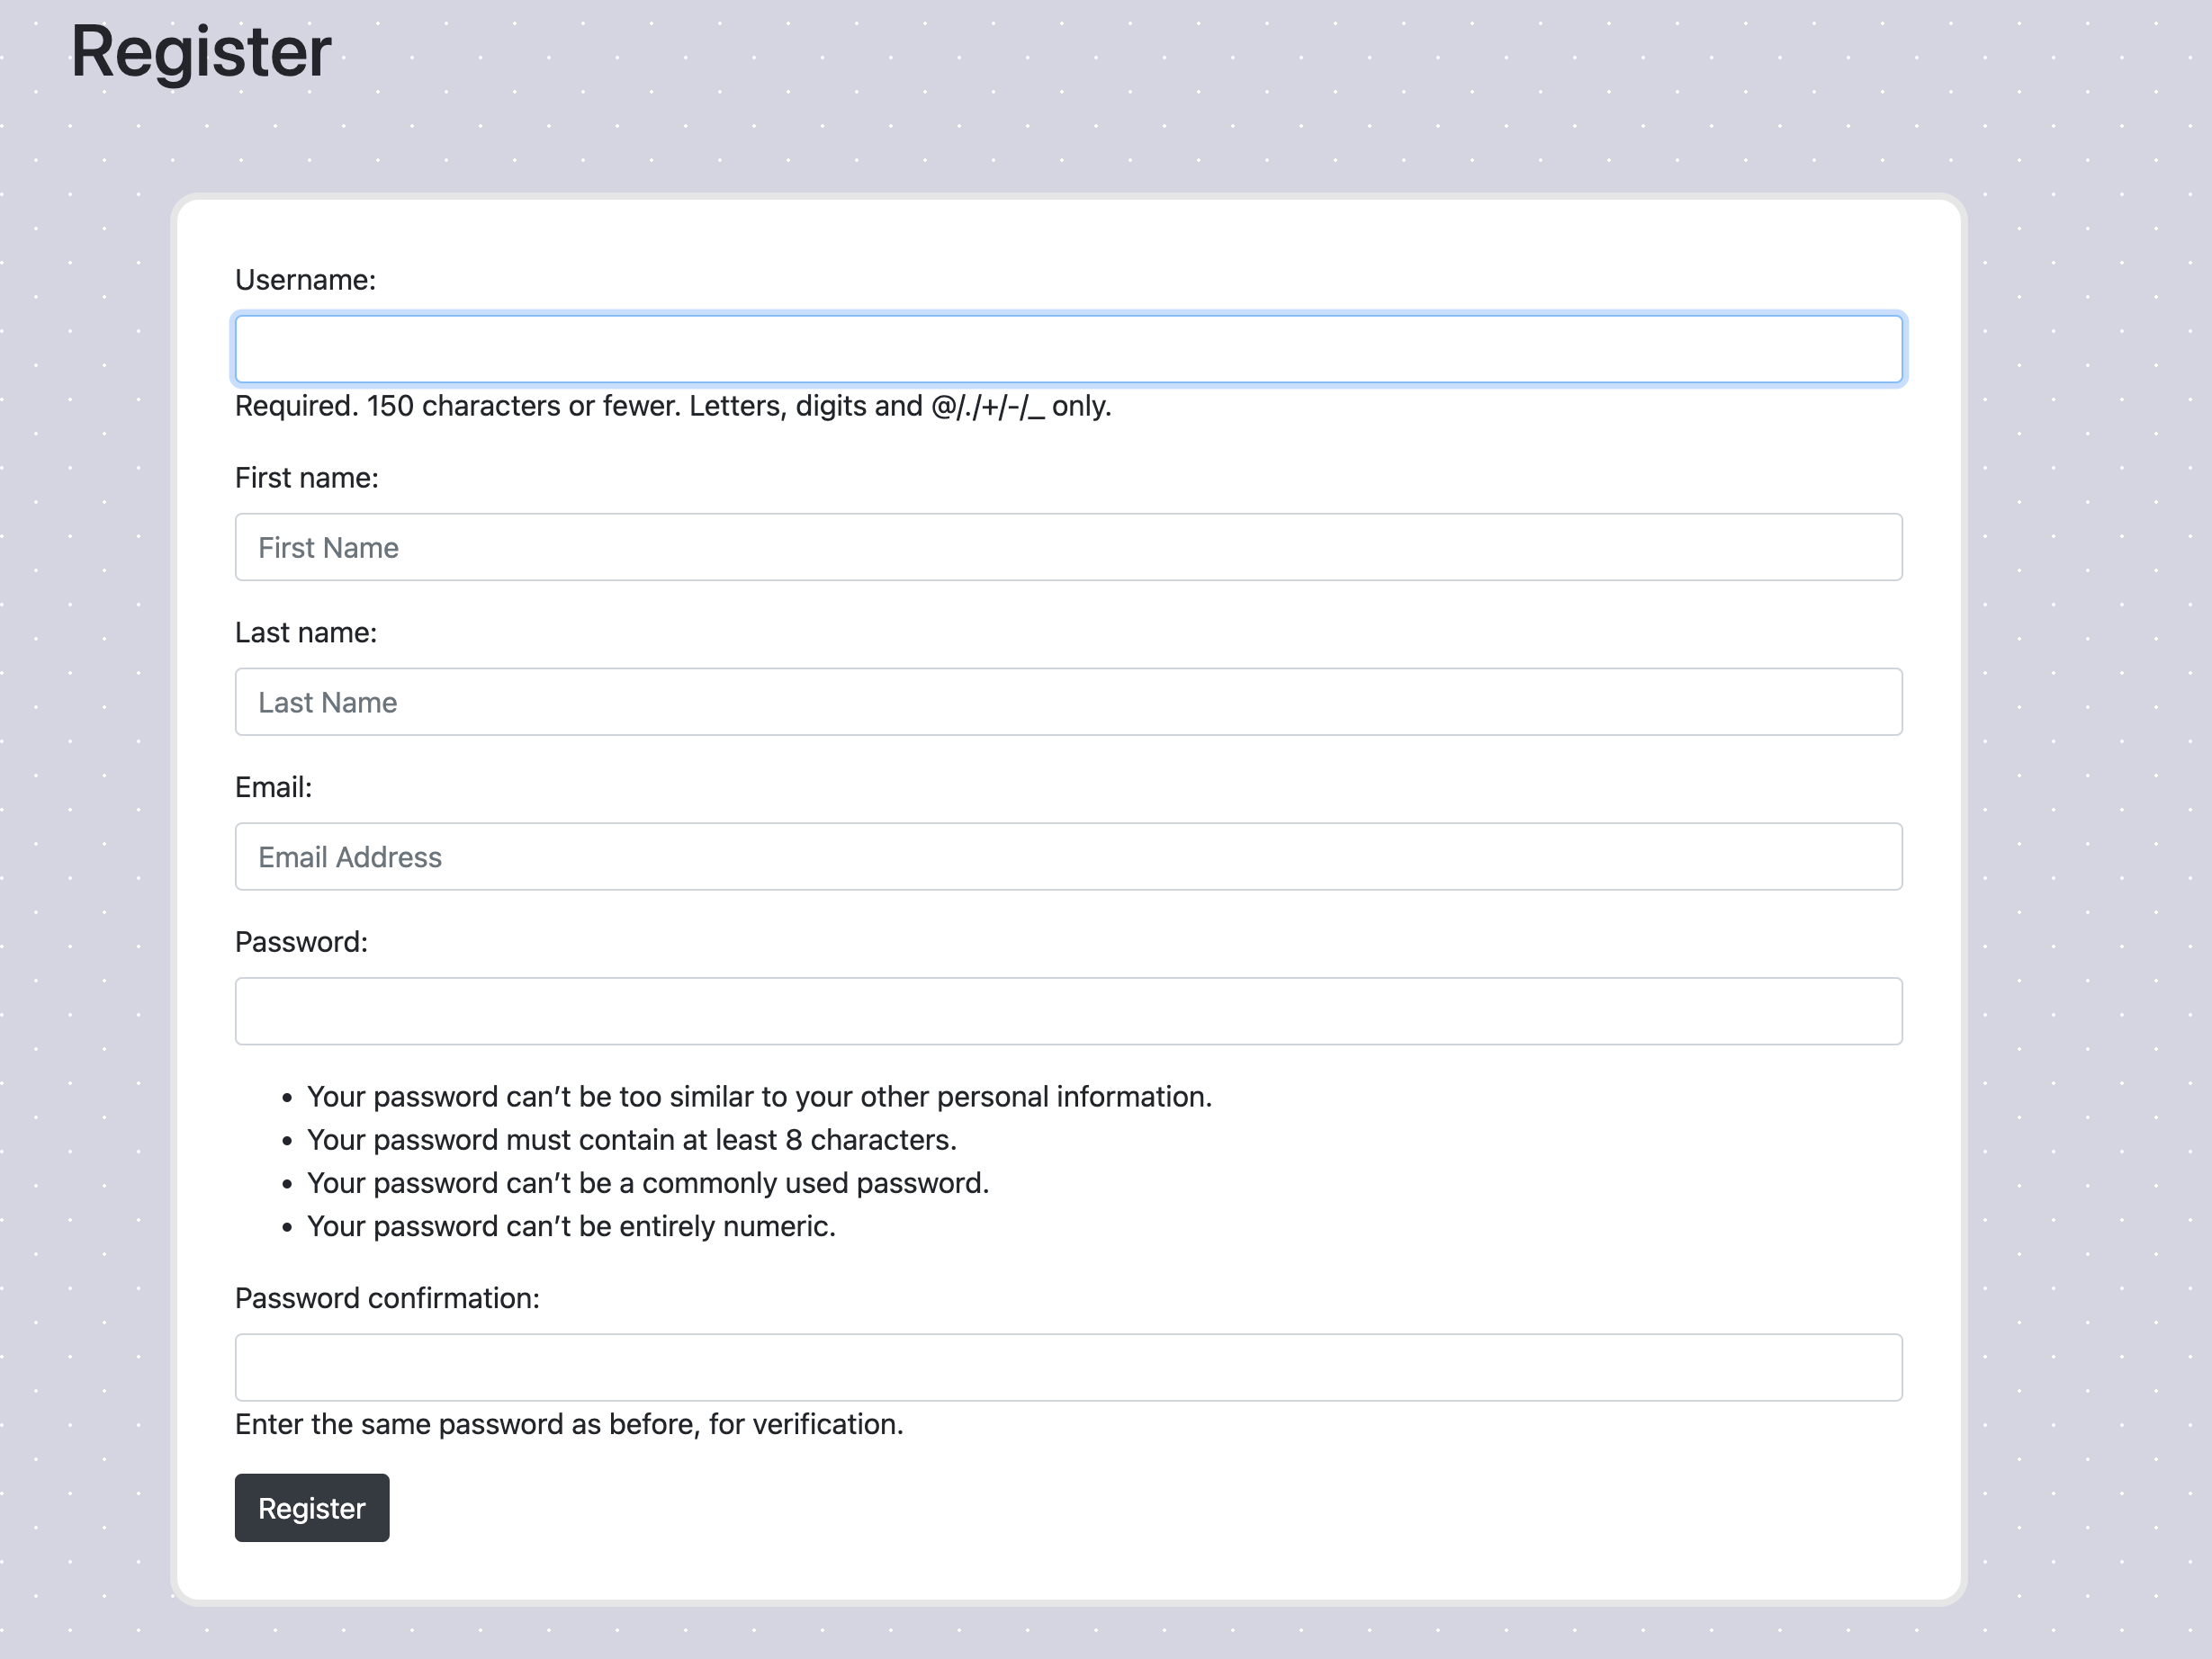 Register
Username:
Required. 150 characters or fewer. Letters, digits and @/./+/-/_ only.
First name:
First Name
Last name:
Last Name
Email:
Email Address
Password:
• Your password can’t be too similar to your other personal information.
• Your password must contain at least 8 characters.
• Your password can’t be a commonly used password.
• Your password can’t be entirely numeric.
Password confirmation:
Enter the same password as before, for verification.
Register